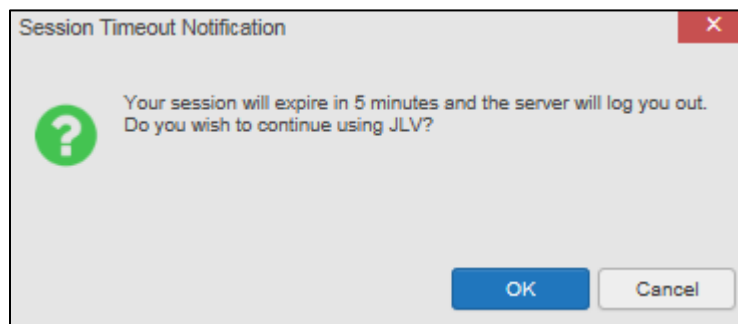 Session Timeout Notification
Your session will expire in 5 minutes and the server will log you out.
Do you wish to continue using JLV?
OK
Cancel